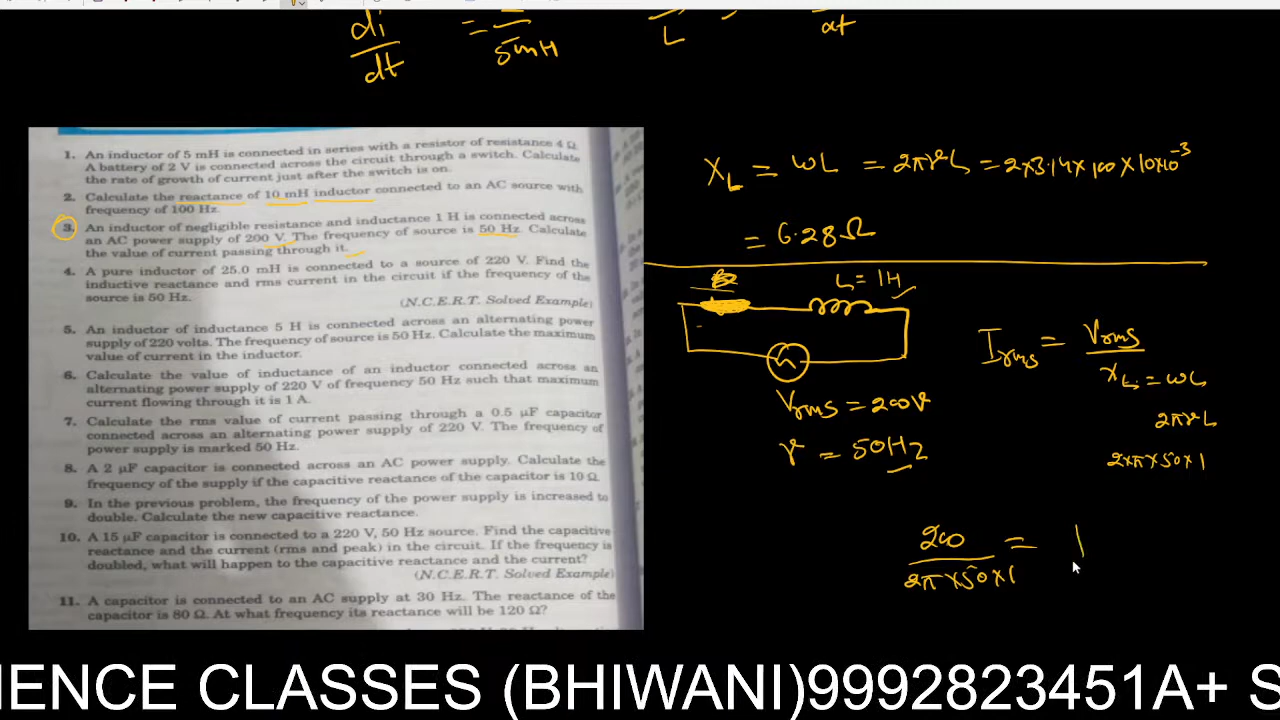 di/dt = 5mH L dt
1. An inductor of 5 mH is connected in series with a resistor of resistance 4 Ω.
A battery of 2 V is connected across the circuit through a switch. Calculate
the rate of growth of current just after the switch is on.
2. Calculate the reactance of 10 mH inductor connected to an AC source with
frequency of 100 Hz.
3. An inductor of negligible resistance and inductance 1 H is connected across
an AC power supply of 200 V. The frequency of source is 50 Hz. Calculate
the value of current passing through it.
4. A pure inductor of 25.0 mH is connected to a source of 220 V. Find the
inductive reactance and rms current in the circuit if the frequency of the
source is 50 Hz.
(N.C.E.R.T. Solved Example)
5. An inductor of inductance 5 H is connected across an alternating power
supply of 220 volts. The frequency of source is 50 Hz. Calculate the maximum
value of current in the inductor.
6. Calculate the value of inductance of an inductor connected across an
alternating power supply of 220 V of frequency 50 Hz such that maximum
current flowing through it is 1 A.
7. Calculate the rms value of current passing through a 0.5 μF capacitor
connected across an alternating power supply of 220 V. The frequency of
power supply is marked 50 Hz.
8. A 2 μF capacitor is connected across an AC power supply. Calculate the
frequency of the supply if the capacitive reactance of the capacitor is 10 Ω.
9. In the previous problem, the frequency of the power supply is increased to
double. Calculate the new capacitive reactance.
10. A 15 μF capacitor is connected to a 220 V, 50 Hz source. Find the capacitive
reactance and the current (rms and peak) in the circuit. If the frequency is
doubled, what will happen to the capacitive reactance and the current?
(N.C.E.R.T. Solved Example)
11. A capacitor is connected to an AC supply at 30 Hz. The reactance of the
capacitor is 80 Ω. At what frequency its reactance will be 120 Ω?
X_L = ωL = 2πνL = 2×3.14×100×10×10⁻³
= 6.28Ω
L = 1H
V_rms = 200V
ν = 50Hz
I_rms = V_rms / X_L = ωL
2πνL
2×π×50×1
200 / 2π×50×1 = 1
IENCE CLASSES (BHIWANI)9992823451A+ S